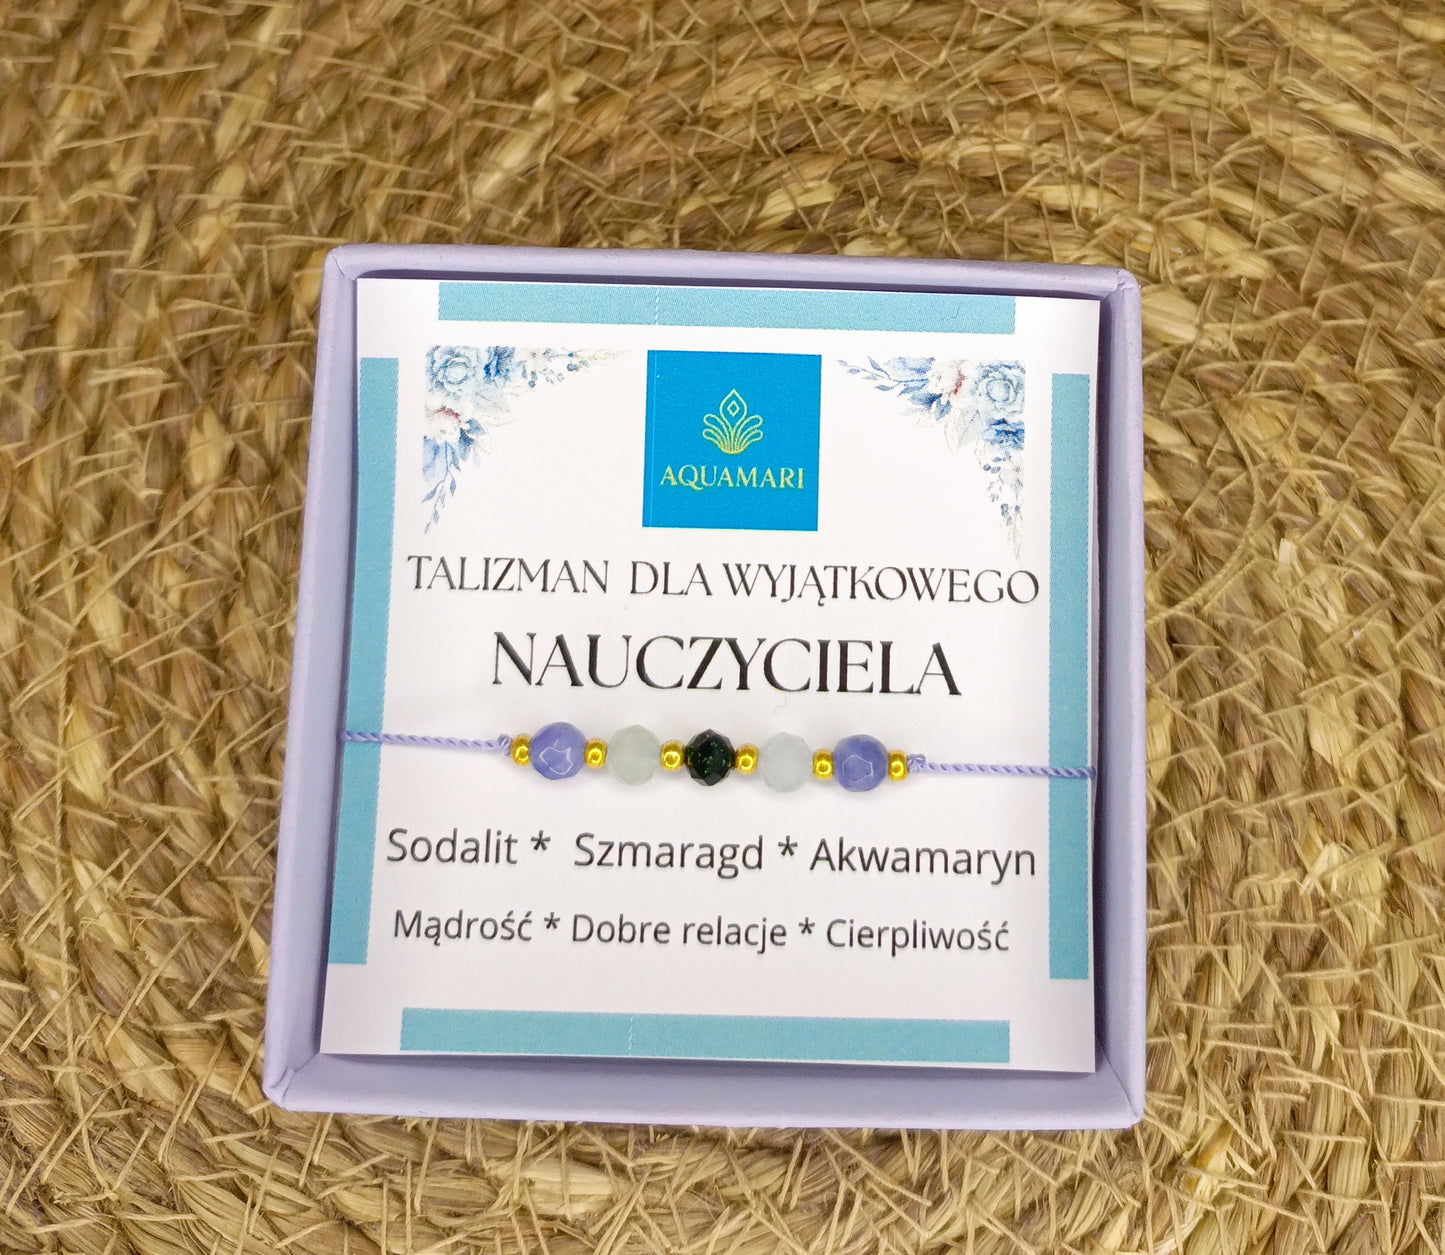 AQUAMARI
TALIZMAN DLA WYJĄTKOWEGO
NAUCZYCIELA
Sodalit * Szmaragd * Akwamaryn
Mądrość * Dobre relacje * Cierpliwość